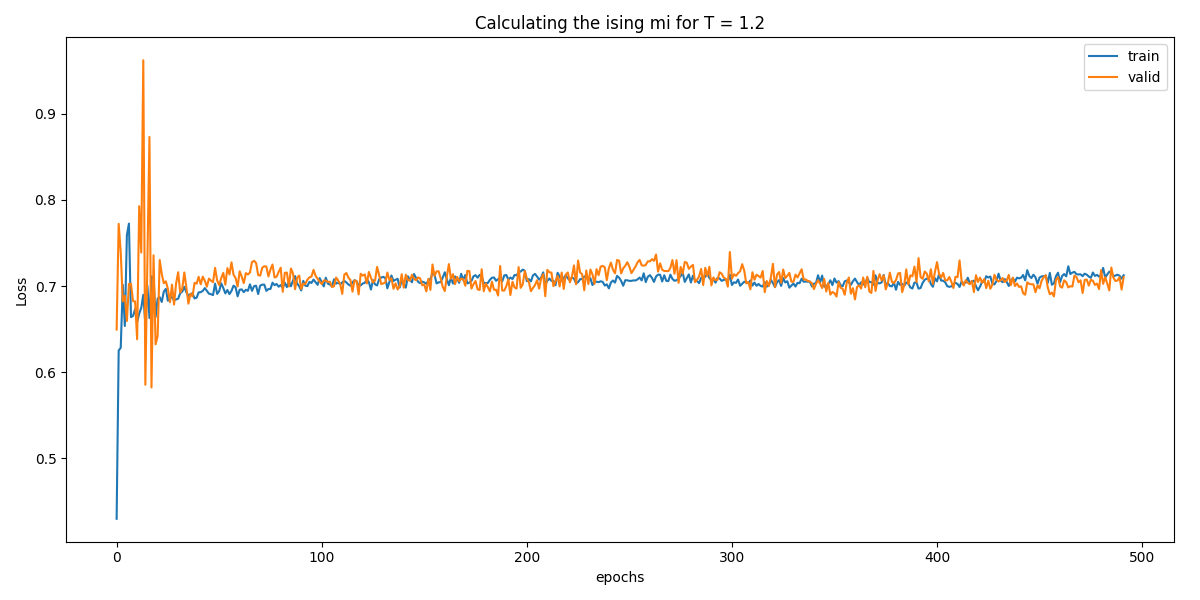 Calculating the ising mi for T = 1.2
train
valid
0.9
0.8
0.7
0.6
0.5
Loss
0
100
200
300
400
500
epochs